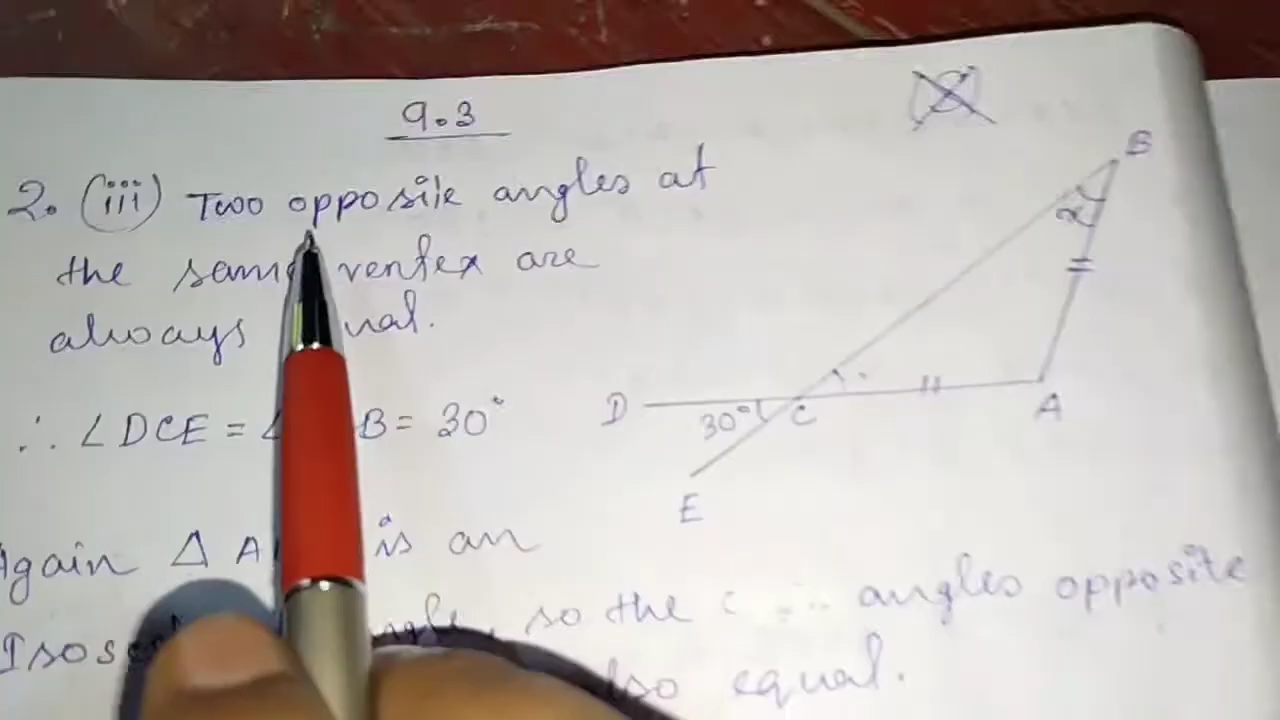 9.3
2. (iii) Two opposite angles at
the same vertex are
always
∴ ∠DCE = ∠ B = 30°
Again Δ A is an
so the angles opposite
equal.
B
x
D
30°
C
A
E